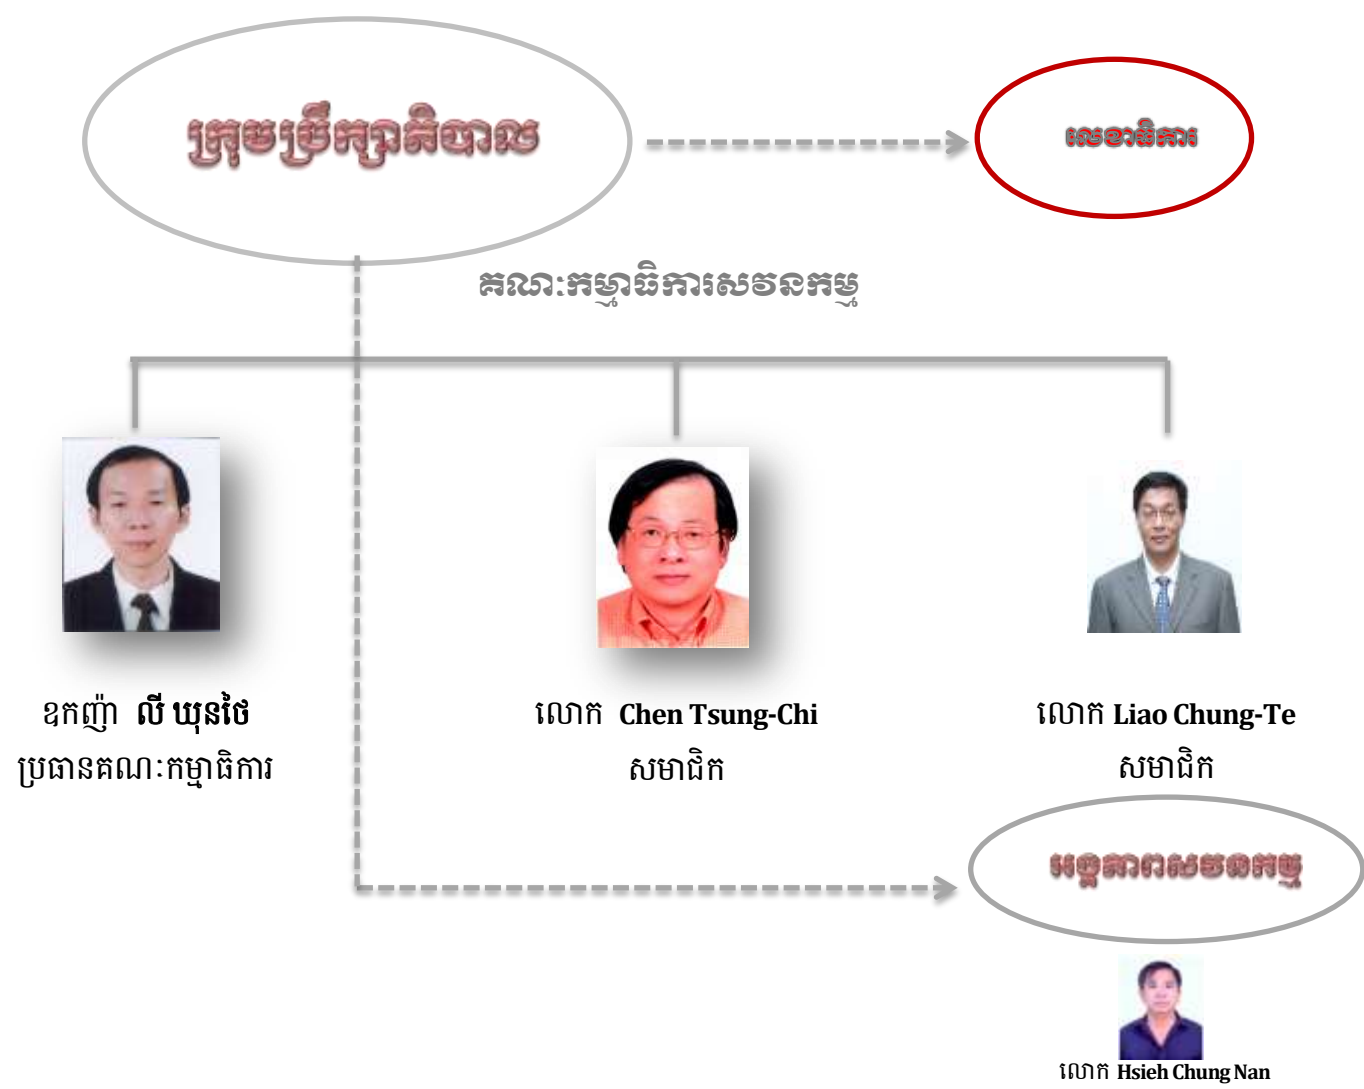 ក្រុមប្រឹក្សាភិបាល
លេខាធិការ
គណៈកម្មាធិការសវនកម្ម
ឧកញ៉ា លី ឃុនថៃ
ប្រធានគណៈកម្មាធិការ
លោក Chen Tsung-Chi
សមាជិក
លោក Liao Chung-Te
សមាជិក
អង្គភាពសវនកម្ម
លោក Hsieh Chung Nan